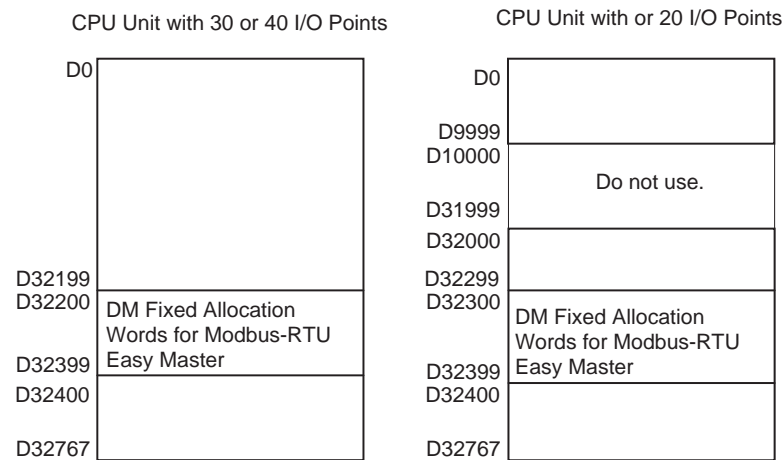 CPU Unit with 30 or 40 I/O Points
D0
D32199
D32200
DM Fixed Allocation
Words for Modbus-RTU
Easy Master
D32399
D32400
D32767
CPU Unit with or 20 I/O Points
D0
D9999
D10000
Do not use.
D31999
D32000
D32299
D32300
DM Fixed Allocation
Words for Modbus-RTU
Easy Master
D32399
D32400
D32767